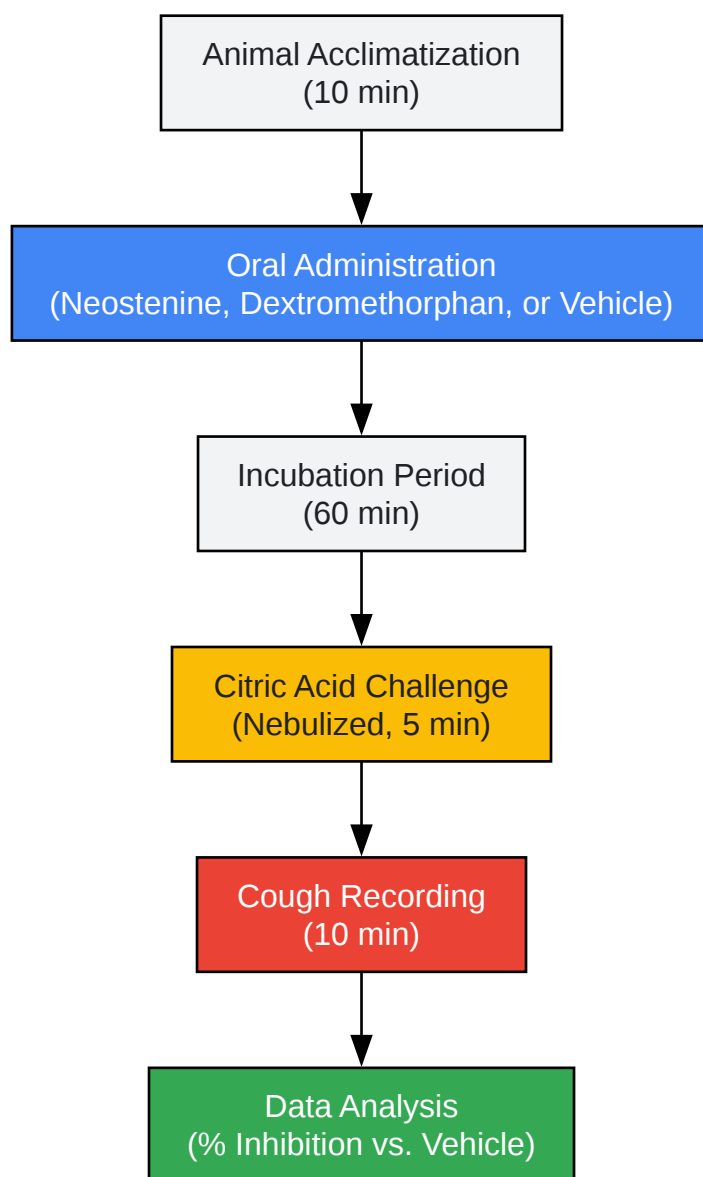 Animal Acclimatization
(10 min)
Oral Administration
(Neostenine, Dextromethorphan, or Vehicle)
Incubation Period
(60 min)
Citric Acid Challenge
(Nebulized, 5 min)
Cough Recording
(10 min)
Data Analysis
(% Inhibition vs. Vehicle)